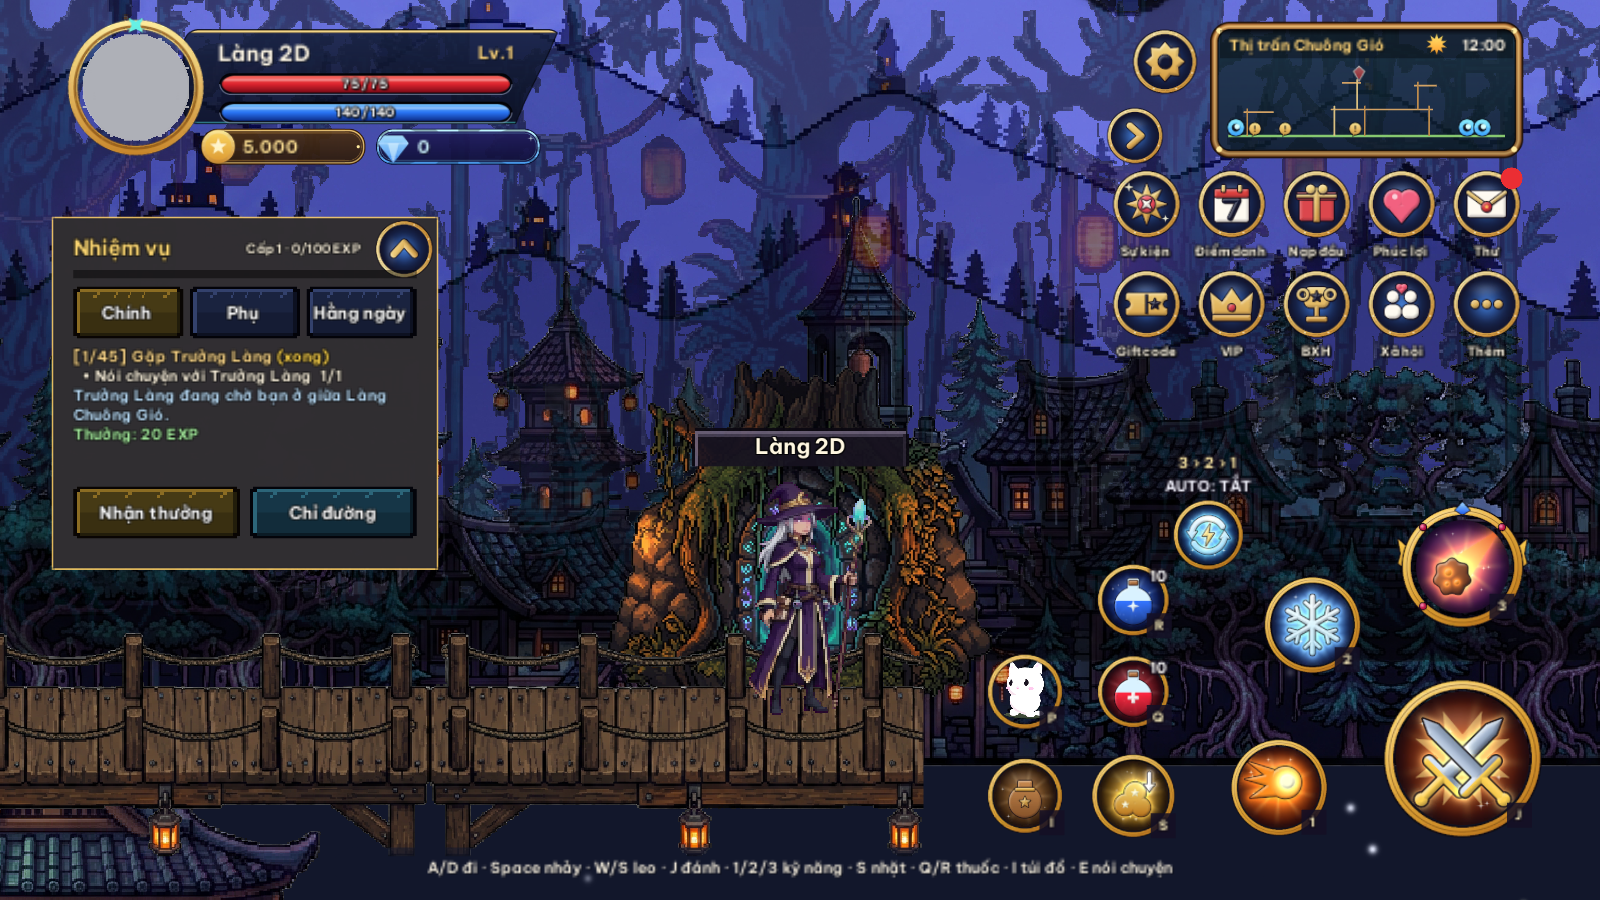 Làng 2D
Lv.1
75/75
140/140
5.000
0
Thị trấn Chuông Gió
12:00
Nhiệm vụ
Cấp 1 - 0/100 EXP
Chính
Phụ
Hằng ngày
[1/45] Gặp Trưởng Làng (xong)
• Nói chuyện với Trưởng Làng 1/1
Trưởng Làng đang chờ bạn ở giữa Làng
Chuông Gió.
Thưởng: 20 EXP
Nhận thưởng
Chỉ đường
7
Sự kiện
Điểm danh
Nạp đầu
Phúc lợi
Thư
Giftcode
VIP
BXH
Xã hội
Thêm
Làng 2D
3 › 2 › 1
AUTO: TẮT
10
R
10
Q
P
I
S
1
2
3
J
A/D đi - Space nhảy - W/S leo - J đánh - 1/2/3 kỹ năng - S nhặt - Q/R thuốc - I túi đồ - E nói chuyện